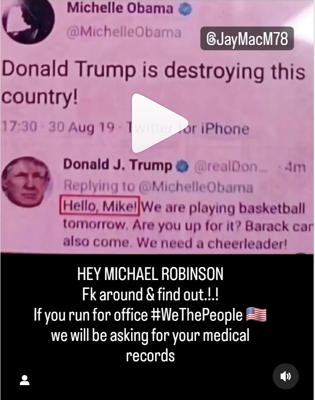 Michelle Obama
@MichelleObama
@JayMacM78
Donald Trump is destroying this
country!
17:30 · 30 Aug 19 · Twitter for iPhone
Donald J. Trump @realDon... · 4m
Replying to @MichelleObama
Hello, Mike! We are playing basketball
tomorrow. Are you up for it? Barack can
also come. We need a cheerleader!
HEY MICHAEL ROBINSON
Fk around & find out.!.!
If you run for office #WeThePeople 🇺🇸
we will be asking for your medical
records